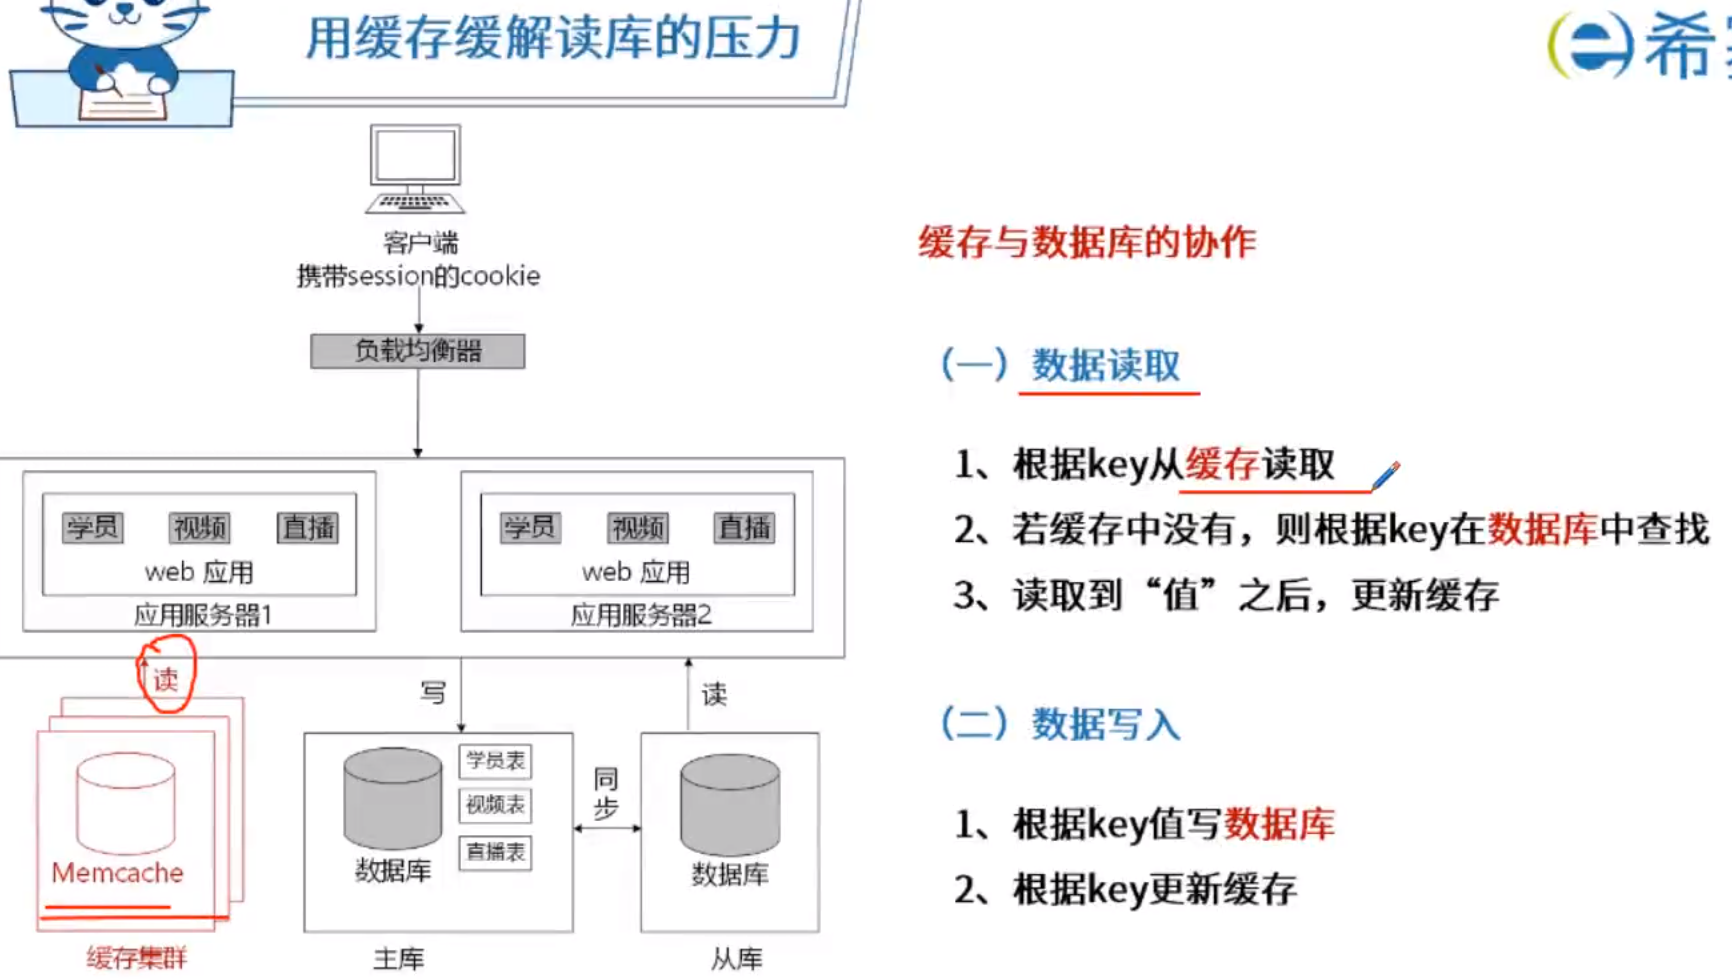 用缓存缓解读库的压力
希
客户端
携带session的cookie
负载均衡器
学员 视频 直播
web 应用
应用服务器1
学员 视频 直播
web 应用
应用服务器2
读
写
读
Memcache
缓存集群
学员表
视频表
直播表
数据库
主库
同步
数据库
从库
缓存与数据库的协作
（一）数据读取
1、根据key从缓存读取
2、若缓存中没有，则根据key在数据库中查找
3、读取到“值”之后，更新缓存
（二）数据写入
1、根据key值写数据库
2、根据key更新缓存